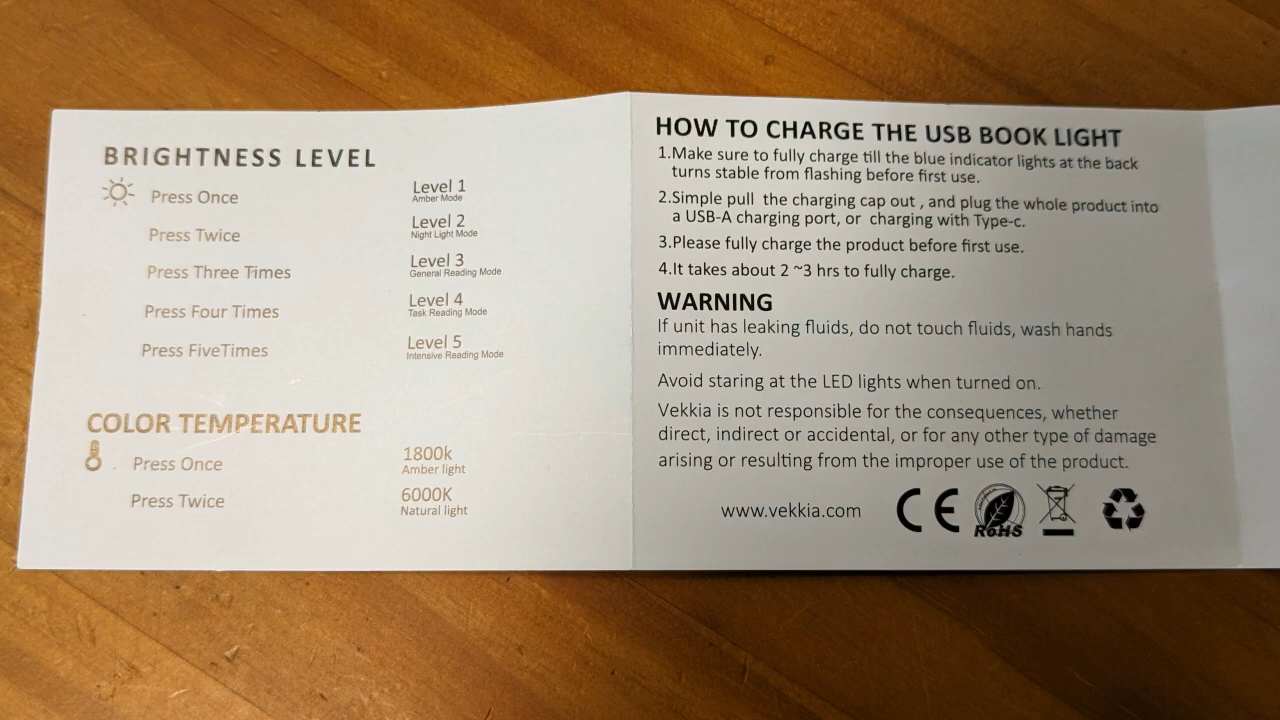 BRIGHTNESS LEVEL
Press Once Level 1
Amber Mode
Press Twice Level 2
Night Light Mode
Press Three Times Level 3
General Reading Mode
Press Four Times Level 4
Task Reading Mode
Press FiveTimes Level 5
Intensive Reading Mode
COLOR TEMPERATURE
Press Once 1800k
Amber light
Press Twice 6000K
Natural light
HOW TO CHARGE THE USB BOOK LIGHT
1.Make sure to fully charge till the blue indicator lights at the back
turns stable from flashing before first use.
2.Simple pull the charging cap out , and plug the whole product into
a USB-A charging port, or charging with Type-c.
3.Please fully charge the product before first use.
4.It takes about 2 ~3 hrs to fully charge.
WARNING
If unit has leaking fluids, do not touch fluids, wash hands
immediately.
Avoid staring at the LED lights when turned on.
Vekkia is not responsible for the consequences, whether
direct, indirect or accidental, or for any other type of damage
arising or resulting from the improper use of the product.
www.vekkia.com CE RoHS